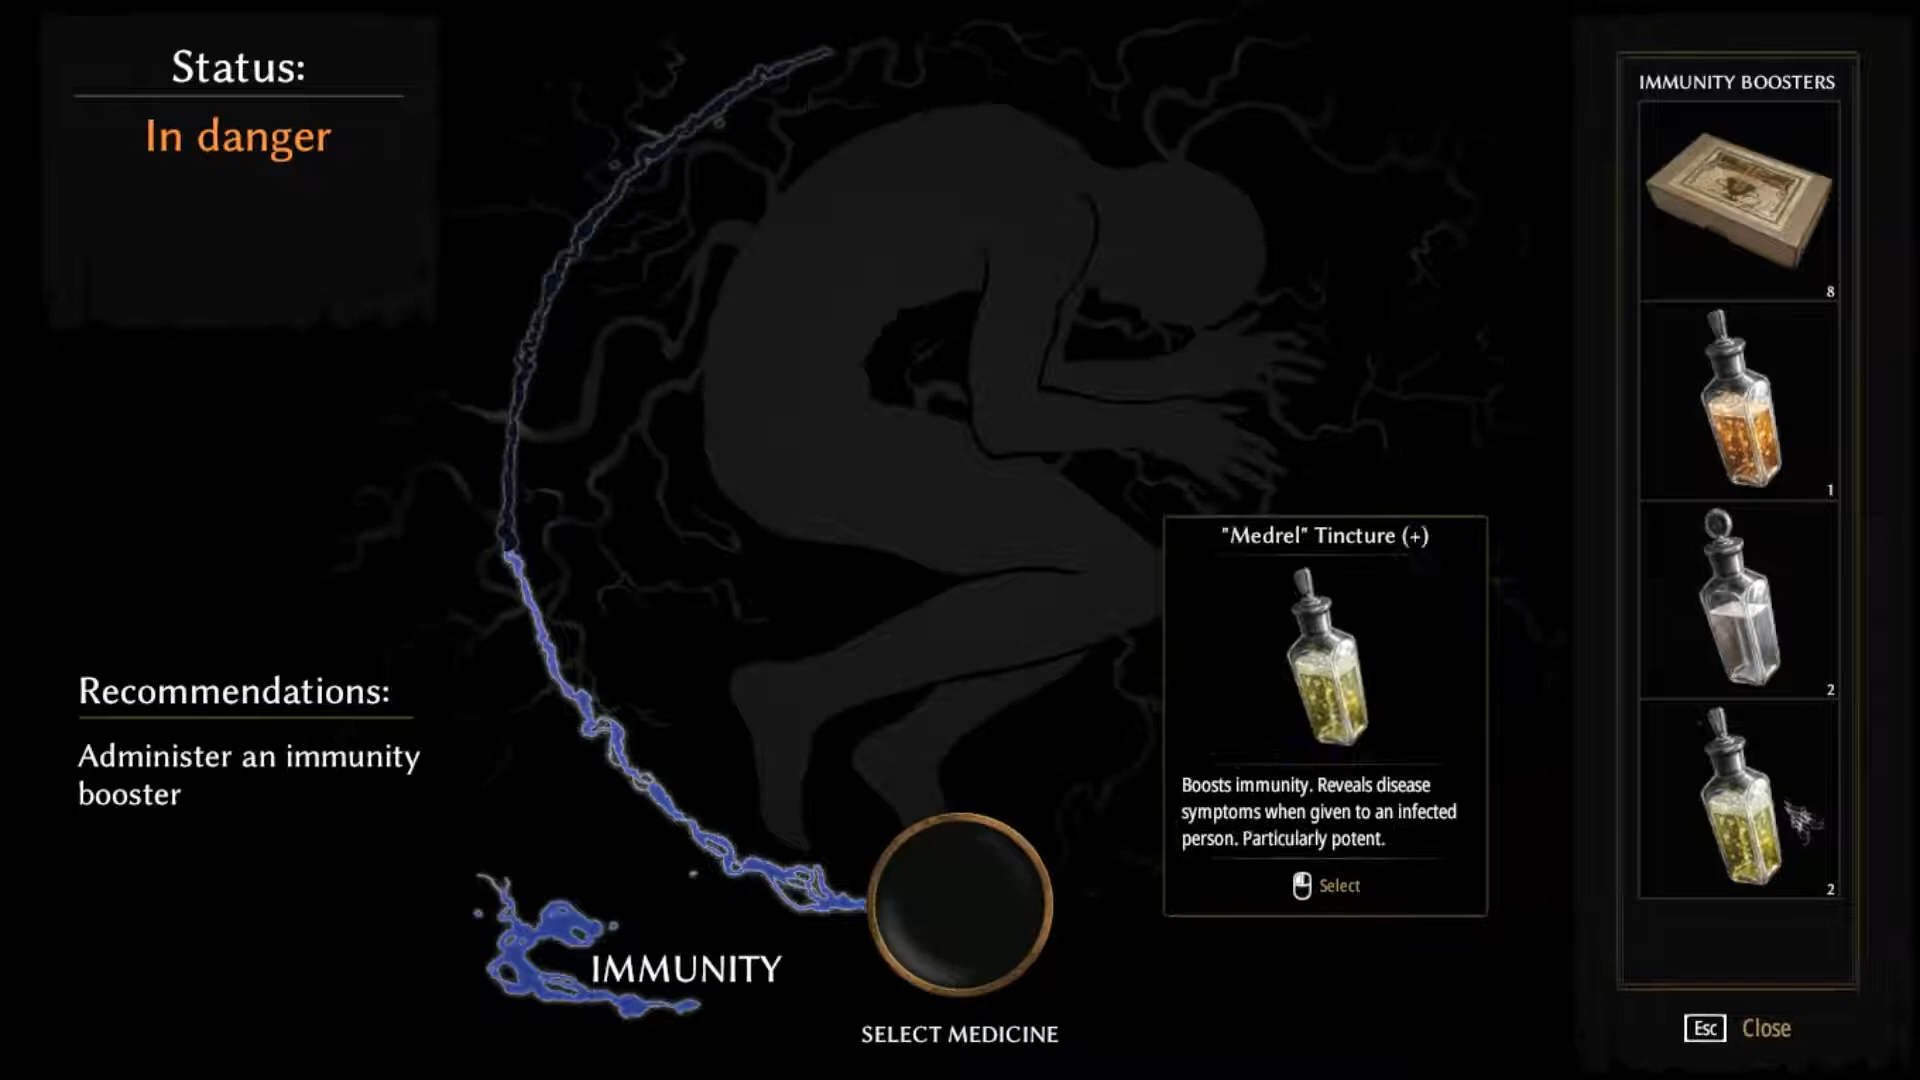 Status:
In danger
Recommendations:
Administer an immunity
booster
IMMUNITY
SELECT MEDICINE
"Medrel" Tincture (+)
Boosts immunity. Reveals disease
symptoms when given to an infected
person. Particularly potent.
Select
IMMUNITY BOOSTERS
8
1
2
2
Esc Close